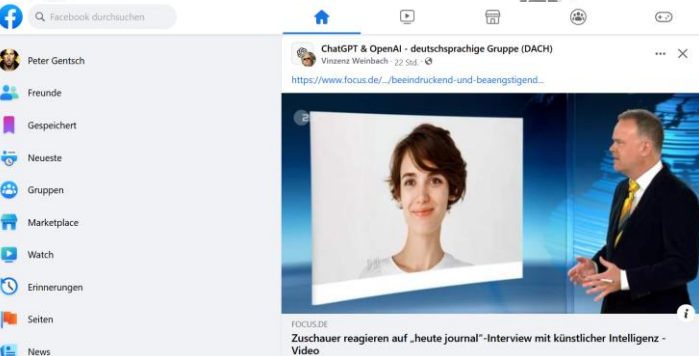 Facebook durchsuchen
Peter Gentsch
Freunde
Gespeichert
Neueste
Gruppen
Marketplace
Watch
Erinnerungen
Seiten
News
ChatGPT & OpenAI - deutschsprachige Gruppe (DACH)
Vinzenz Weinbach · 22 Std. ·
https://www.focus.de/.../beeindruckend-und-beaengstigend...
FOCUS.DE
Zuschauer reagieren auf „heute journal"-Interview mit künstlicher Intelligenz -
Video